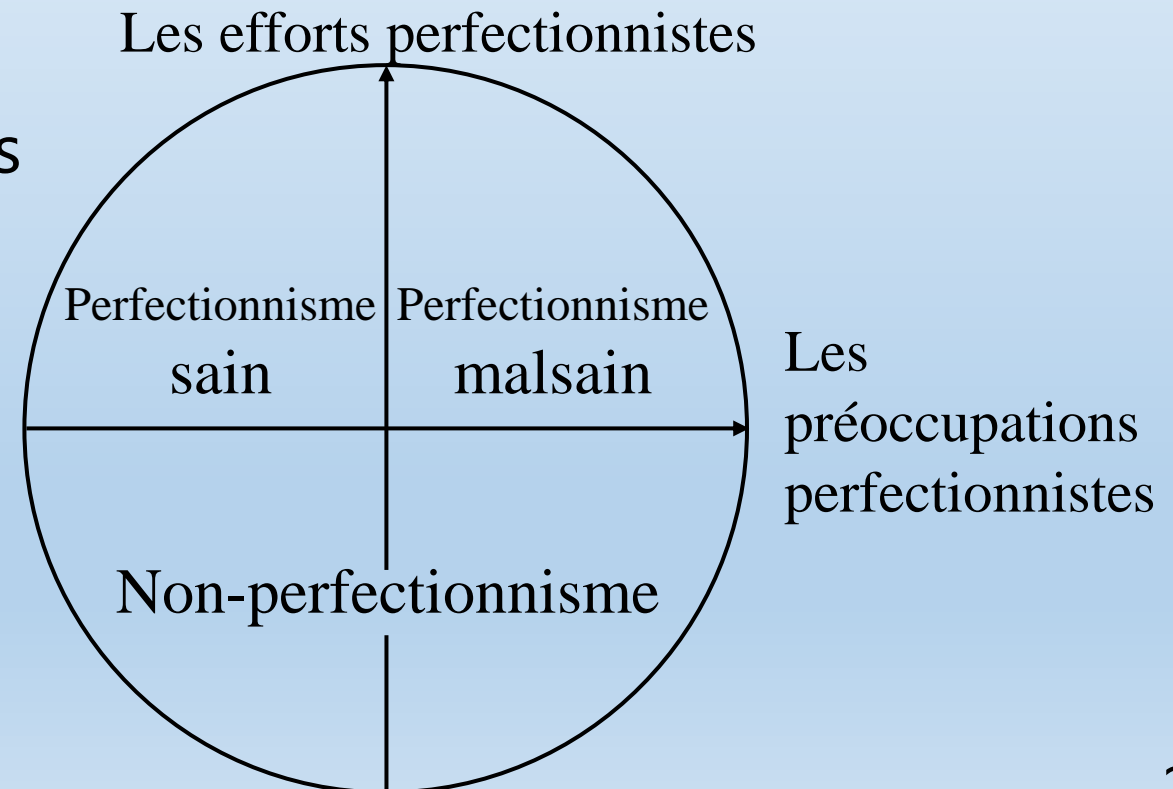 Les efforts perfectionnistes
s
Perfectionnisme Perfectionnisme
sain malsain
Les
préoccupations
perfectionnistes
Non-perfectionnisme